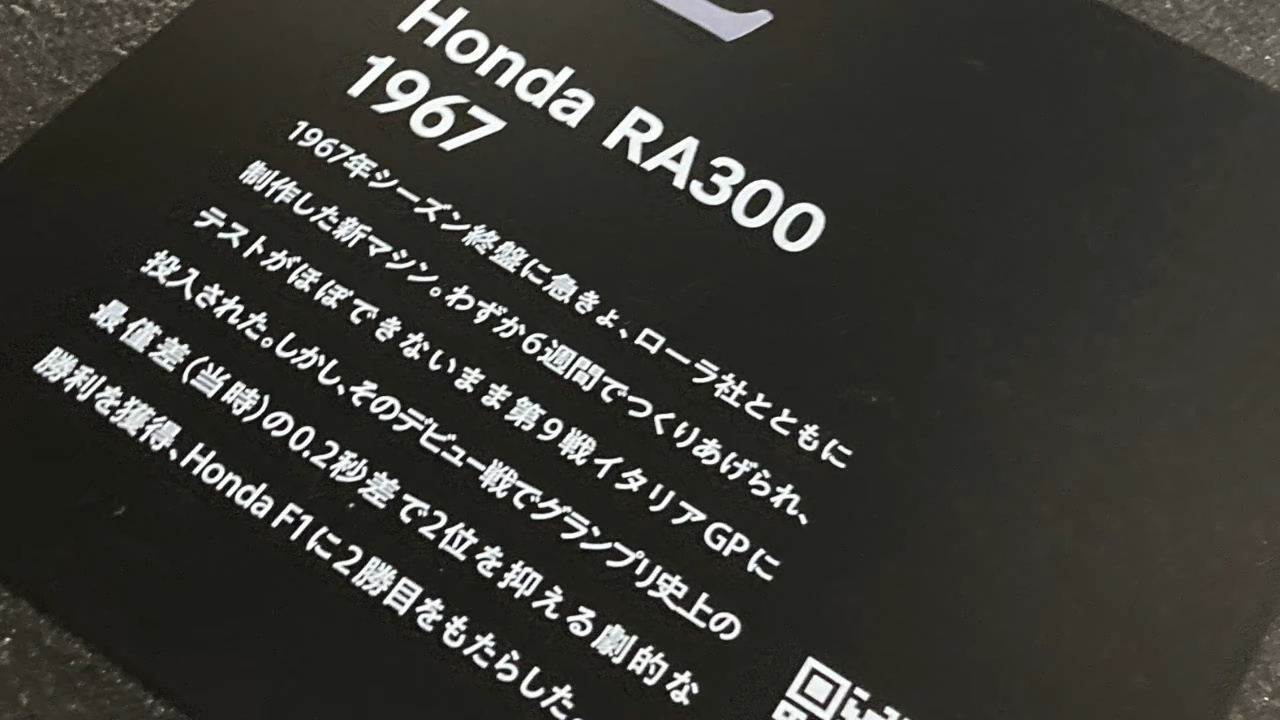 Honda RA300
1967
1967年シーズン終盤に急きょ、ローラ社とともに
制作した新マシン。わずか6週間でつくりあげられ、
テストがほぼできないまま第9戦イタリアGPに
投入された。しかし、そのデビュー戦でグランプリ史上の
最僅差(当時)の0.2秒差で2位を抑える劇的な
勝利を獲得、Honda F1に2勝目をもたらした。